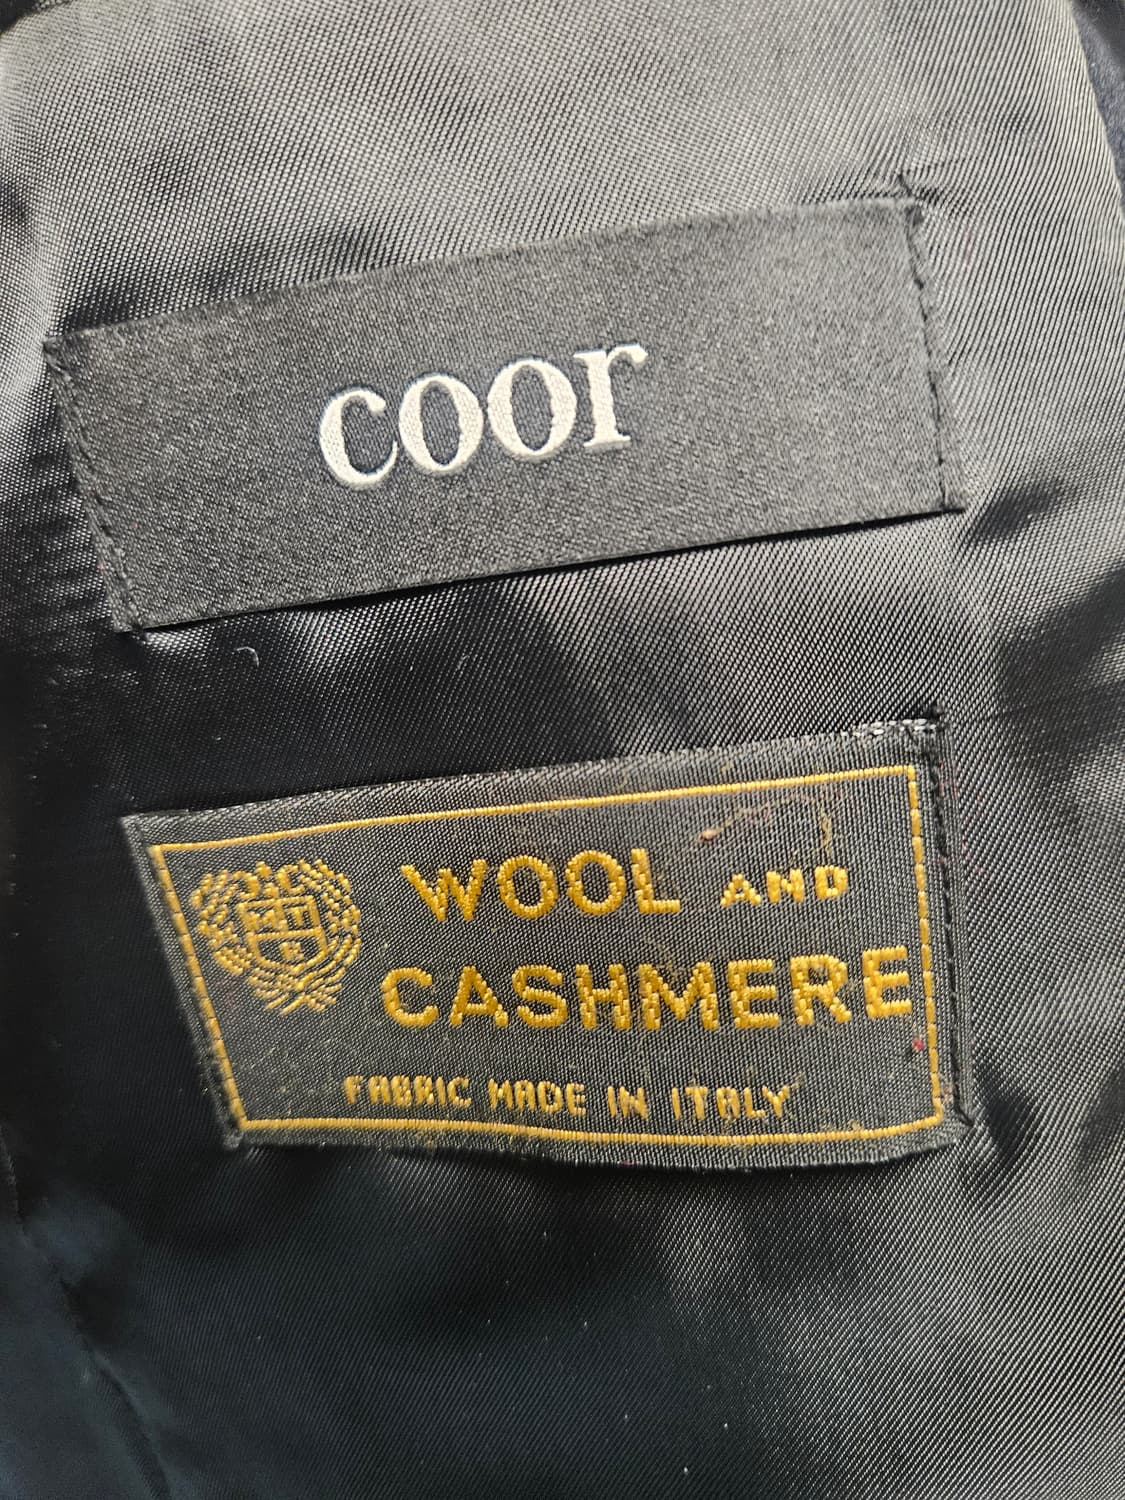 coor
WOOL AND
CASHMERE
FABRIC MADE IN ITALY